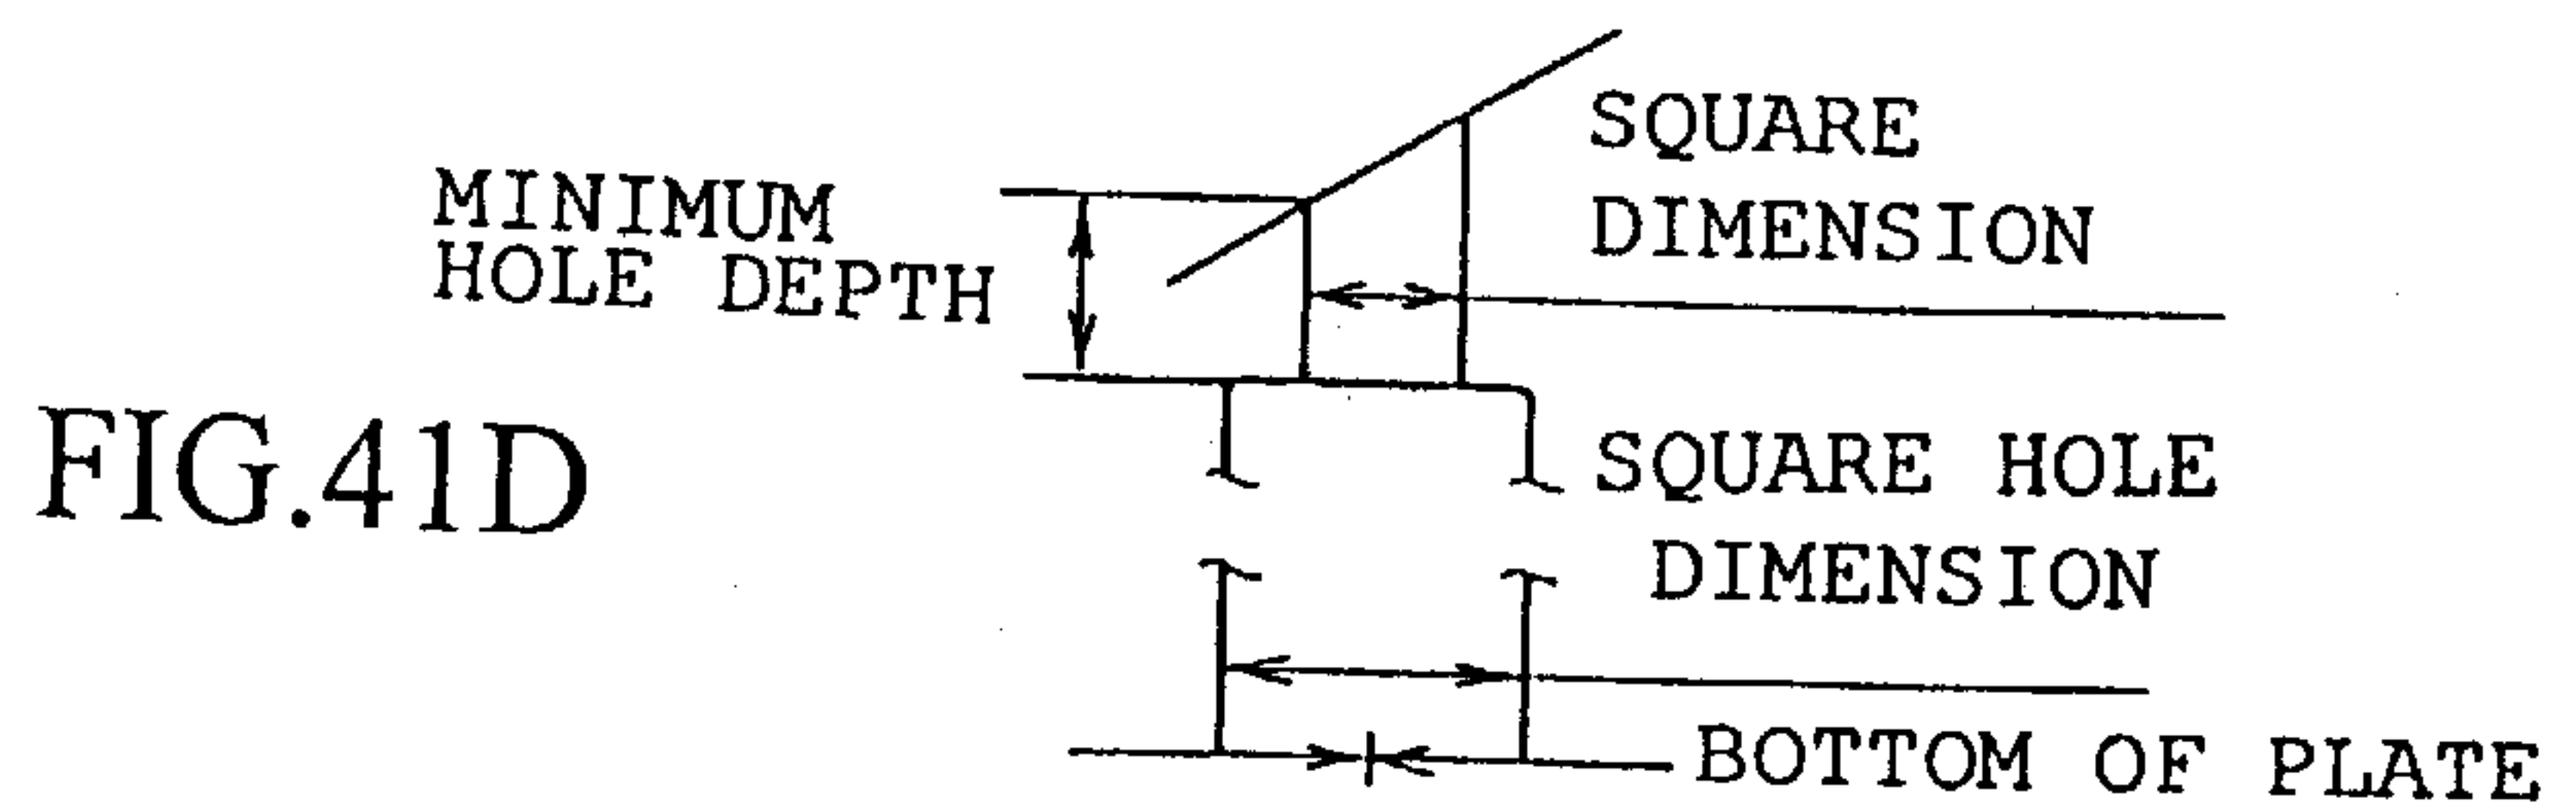 SQUARE
DIMENSION
MINIMUM
HOLE DEPTH
FIG.41D
SQUARE HOLE
DIMENSION
BOTTOM OF PLATE